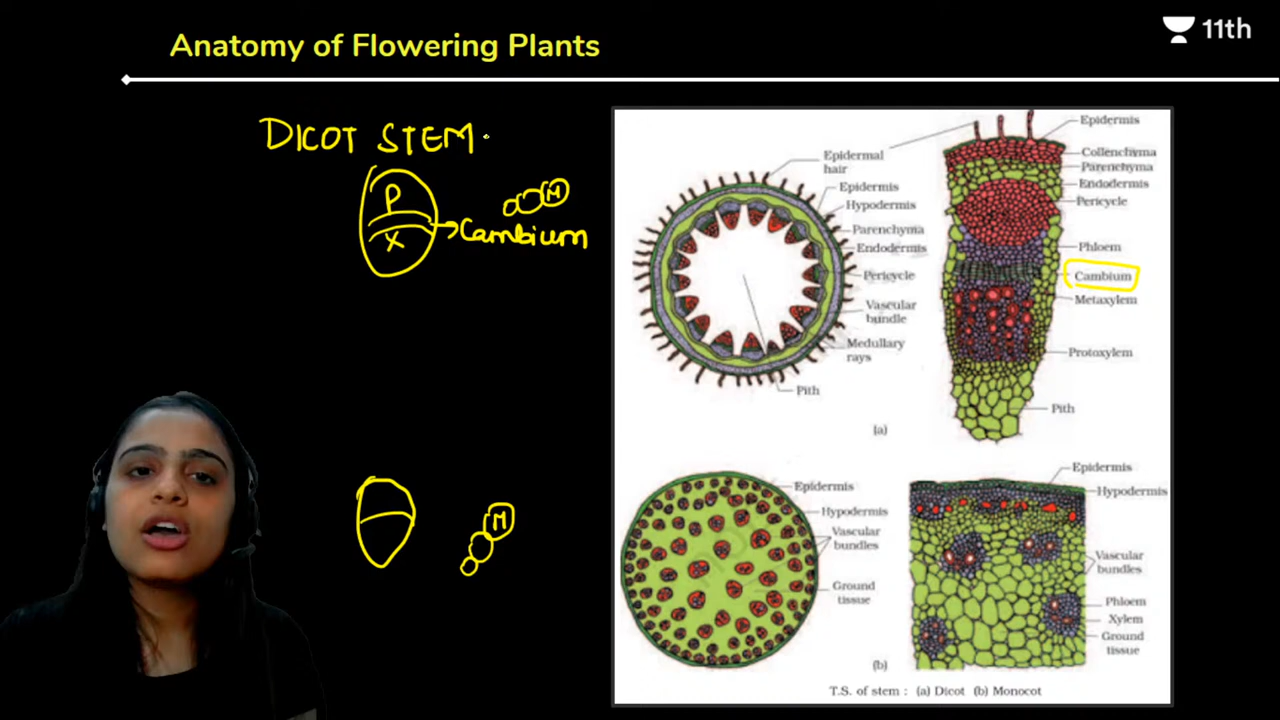 Anatomy of Flowering Plants
11th
DICOT STEM
P
X
Cambium
M
M
Epidermal
hair
Epidermis
Hypodermis
Parenchyma
Endodermis
Pericycle
Vascular
bundle
Medullary
rays
Pith
Epidermis
Collenchyma
Parenchyma
Endodermis
Pericycle
Phloem
Cambium
Metaxylem
Protoxylem
Pith
(a)
Epidermis
Hypodermis
Vascular
bundles
Ground
tissue
Epidermis
Hypodermis
Vascular
bundles
Phloem
Xylem
Ground
tissue
(b)
T.S. of stem : (a) Dicot (b) Monocot